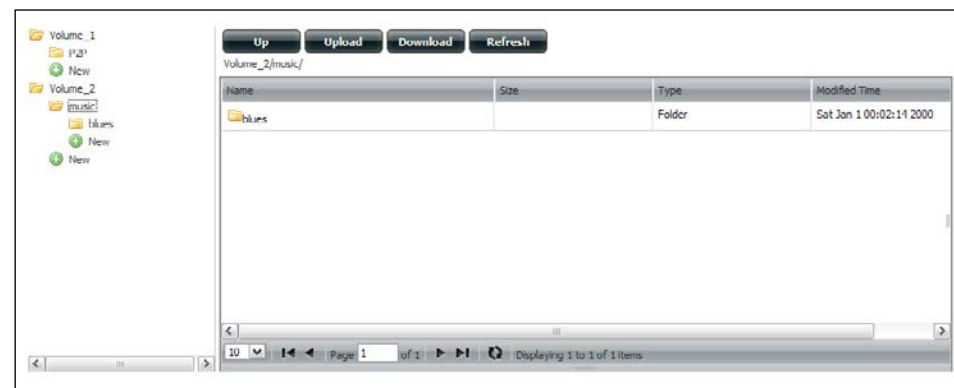 Volume_1
P2P
New
Volume_2
music
blues
New
New
Up Upload Download Refresh
Volume_2/music/
Name Size Type Modified Time
blues Folder Sat Jan 1 00:02:14 2000
10 Page 1 of 1 Displaying 1 to 1 of 1 items